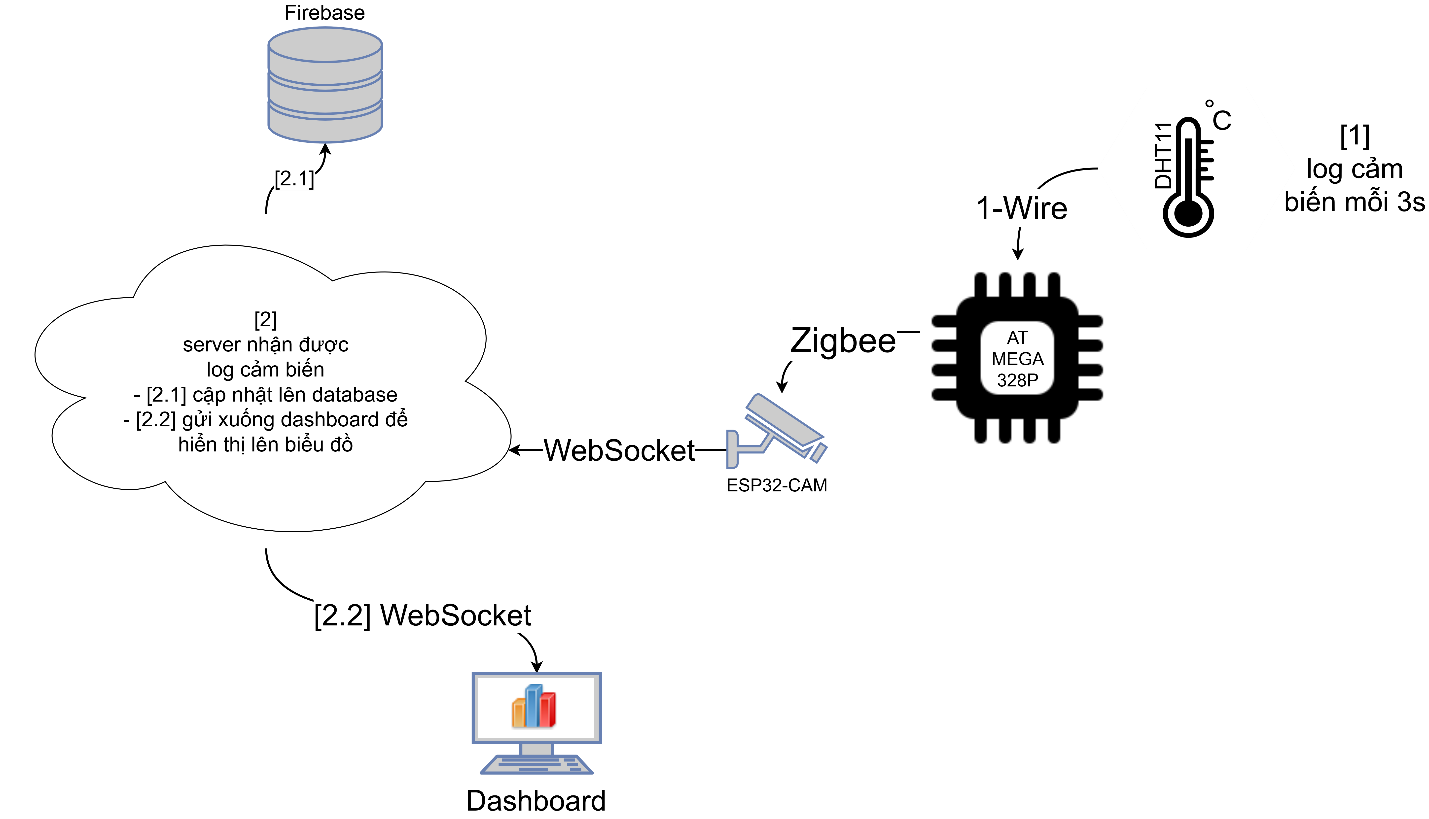 Firebase
[2.1]
°C
DHT11
[1]
log cảm
biến mỗi 3s
1-Wire
AT
MEGA
328P
Zigbee
ESP32-CAM
WebSocket
[2]
server nhận được
log cảm biến
- [2.1] cập nhật lên database
- [2.2] gửi xuống dashboard để
hiển thị lên biểu đồ
[2.2] WebSocket
Dashboard